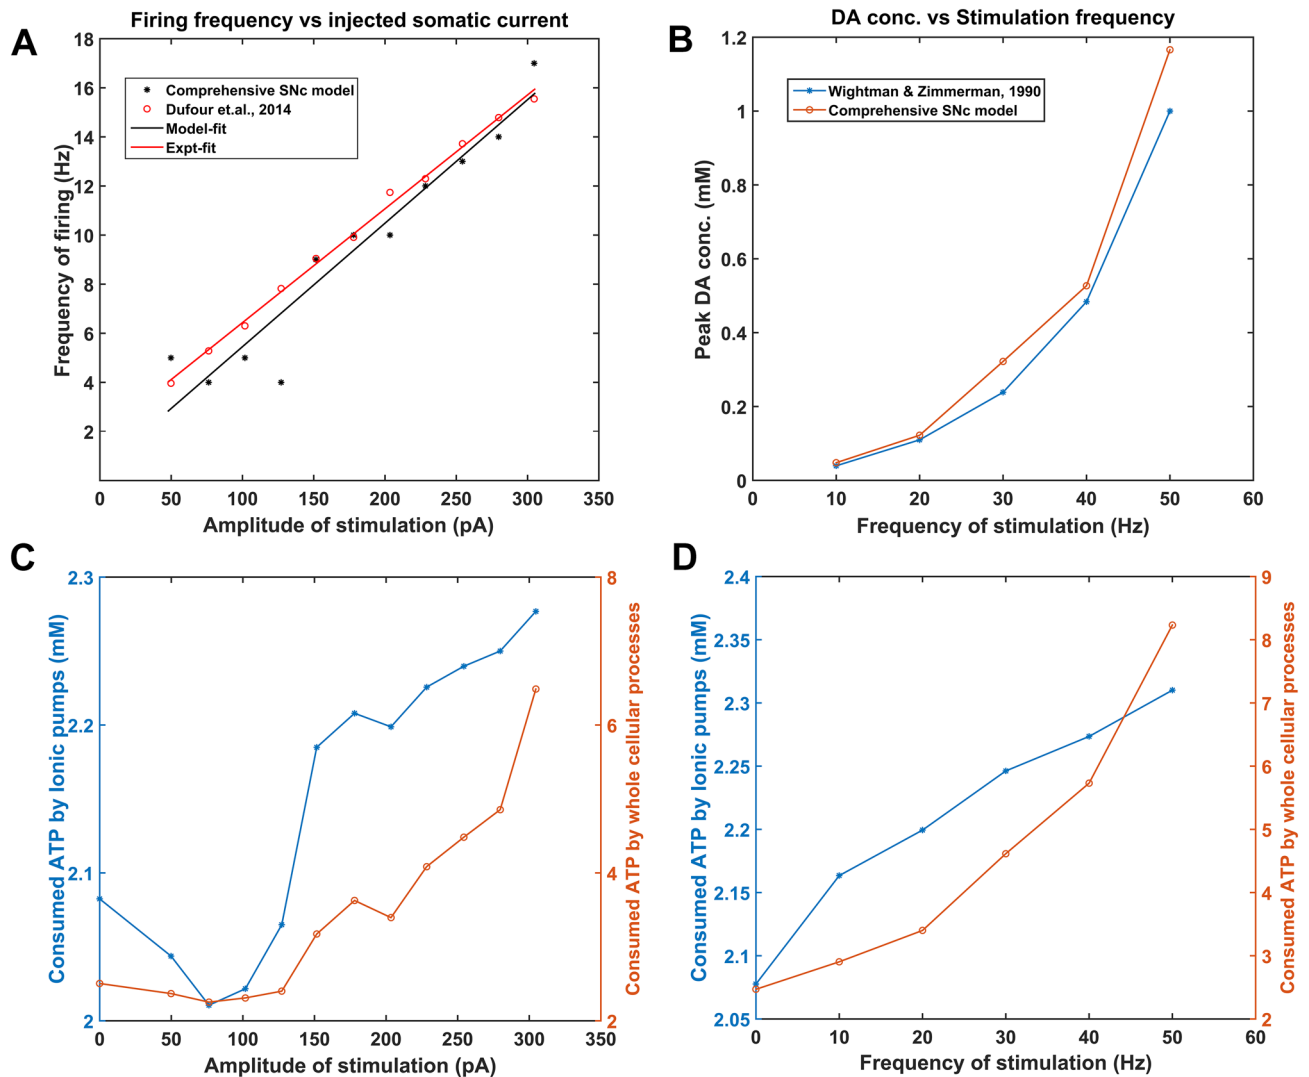 A
Firing frequency vs injected somatic current
18
16
14
12
10
8
6
4
2
Frequency of firing (Hz)
Comprehensive SNc model
Dufour et.al., 2014
Model-fit
Expt-fit
0 50 100 150 200 250 300 350
Amplitude of stimulation (pA)
B
DA conc. vs Stimulation frequency
1.2
1
0.8
0.6
0.4
0.2
0
Peak DA conc. (mM)
Wightman & Zimmerman, 1990
Comprehensive SNc model
0 10 20 30 40 50 60
Frequency of stimulation (Hz)
C
2.3
2.2
2.1
2
Consumed ATP by Ionic pumps (mM)
8
6
4
2
Consumed ATP by whole cellular processes
0 50 100 150 200 250 300 350
Amplitude of stimulation (pA)
D
2.4
2.35
2.3
2.25
2.2
2.15
2.1
2.05
Consumed ATP by Ionic pumps (mM)
9
8
7
6
5
4
3
2
Consumed ATP by whole cellular processes
0 10 20 30 40 50 60
Frequency of stimulation (Hz)